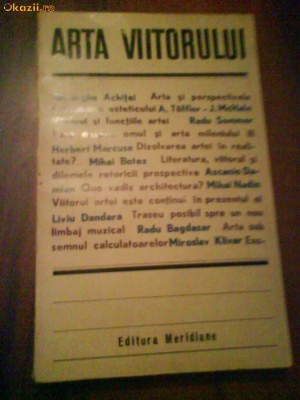 Okazii.ro
ARTA VIITORULUI
Achiței Arta și perspectivele
esteticului A. Töffler - J. McHale
și funcțiile artei Radu Sommer
omul și arta mileniului III
Herbert Marcuse Dizolvarea artei în reali-
tate? Mihai Botez Literatura, viitorul și
dilemele retoricii prospective Ascanio Da-
mian Quo vadis architectura? Mihai Nadin
Viitorul artei este conținut în prezentul ei
Liviu Dandara Traseu posibil spre un nou
limbaj muzical Radu Bagdasar Arta sub
semnul calculatoarelor Miroslav Klivar Exc-
Editura Meridiane